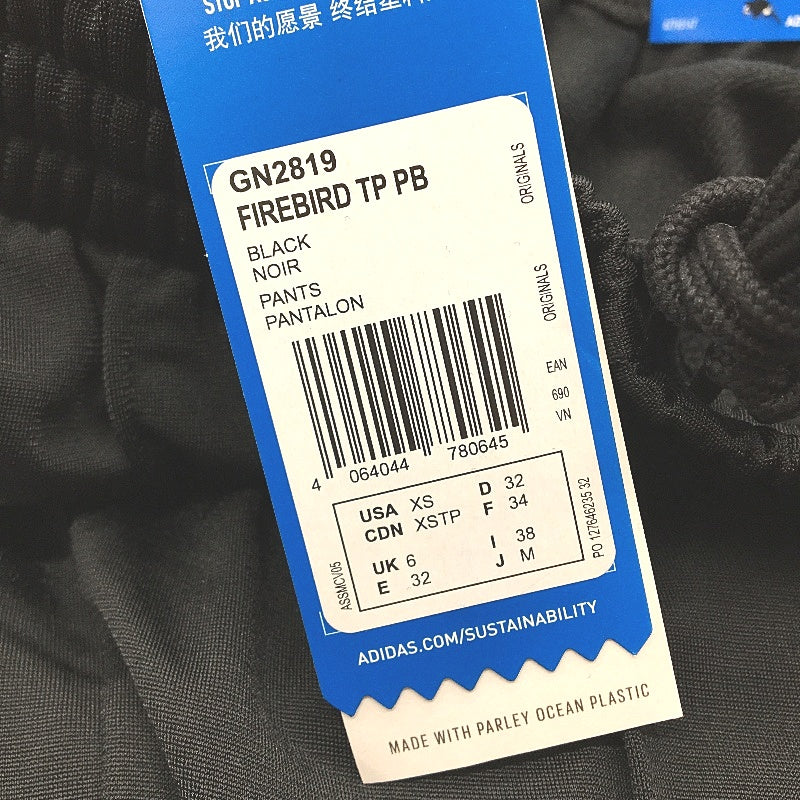 我们的愿景 终结塑料
GN2819
FIREBIRD TP PB
BLACK
NOIR
PANTS
PANTALON
ORIGINALS
ORIGINALS
EAN
690
VN
4 064044 780645
USA XS D 32
CDN XSTP F 34
UK 6 I 38
E 32 J M
ASSMCV05
PO 127646235 32
ADIDAS.COM/SUSTAINABILITY
MADE WITH PARLEY OCEAN PLASTIC